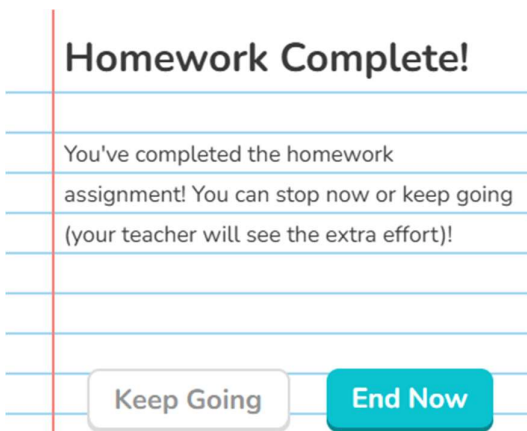 Homework Complete!
You've completed the homework
assignment! You can stop now or keep going
(your teacher will see the extra effort)!
Keep Going
End Now